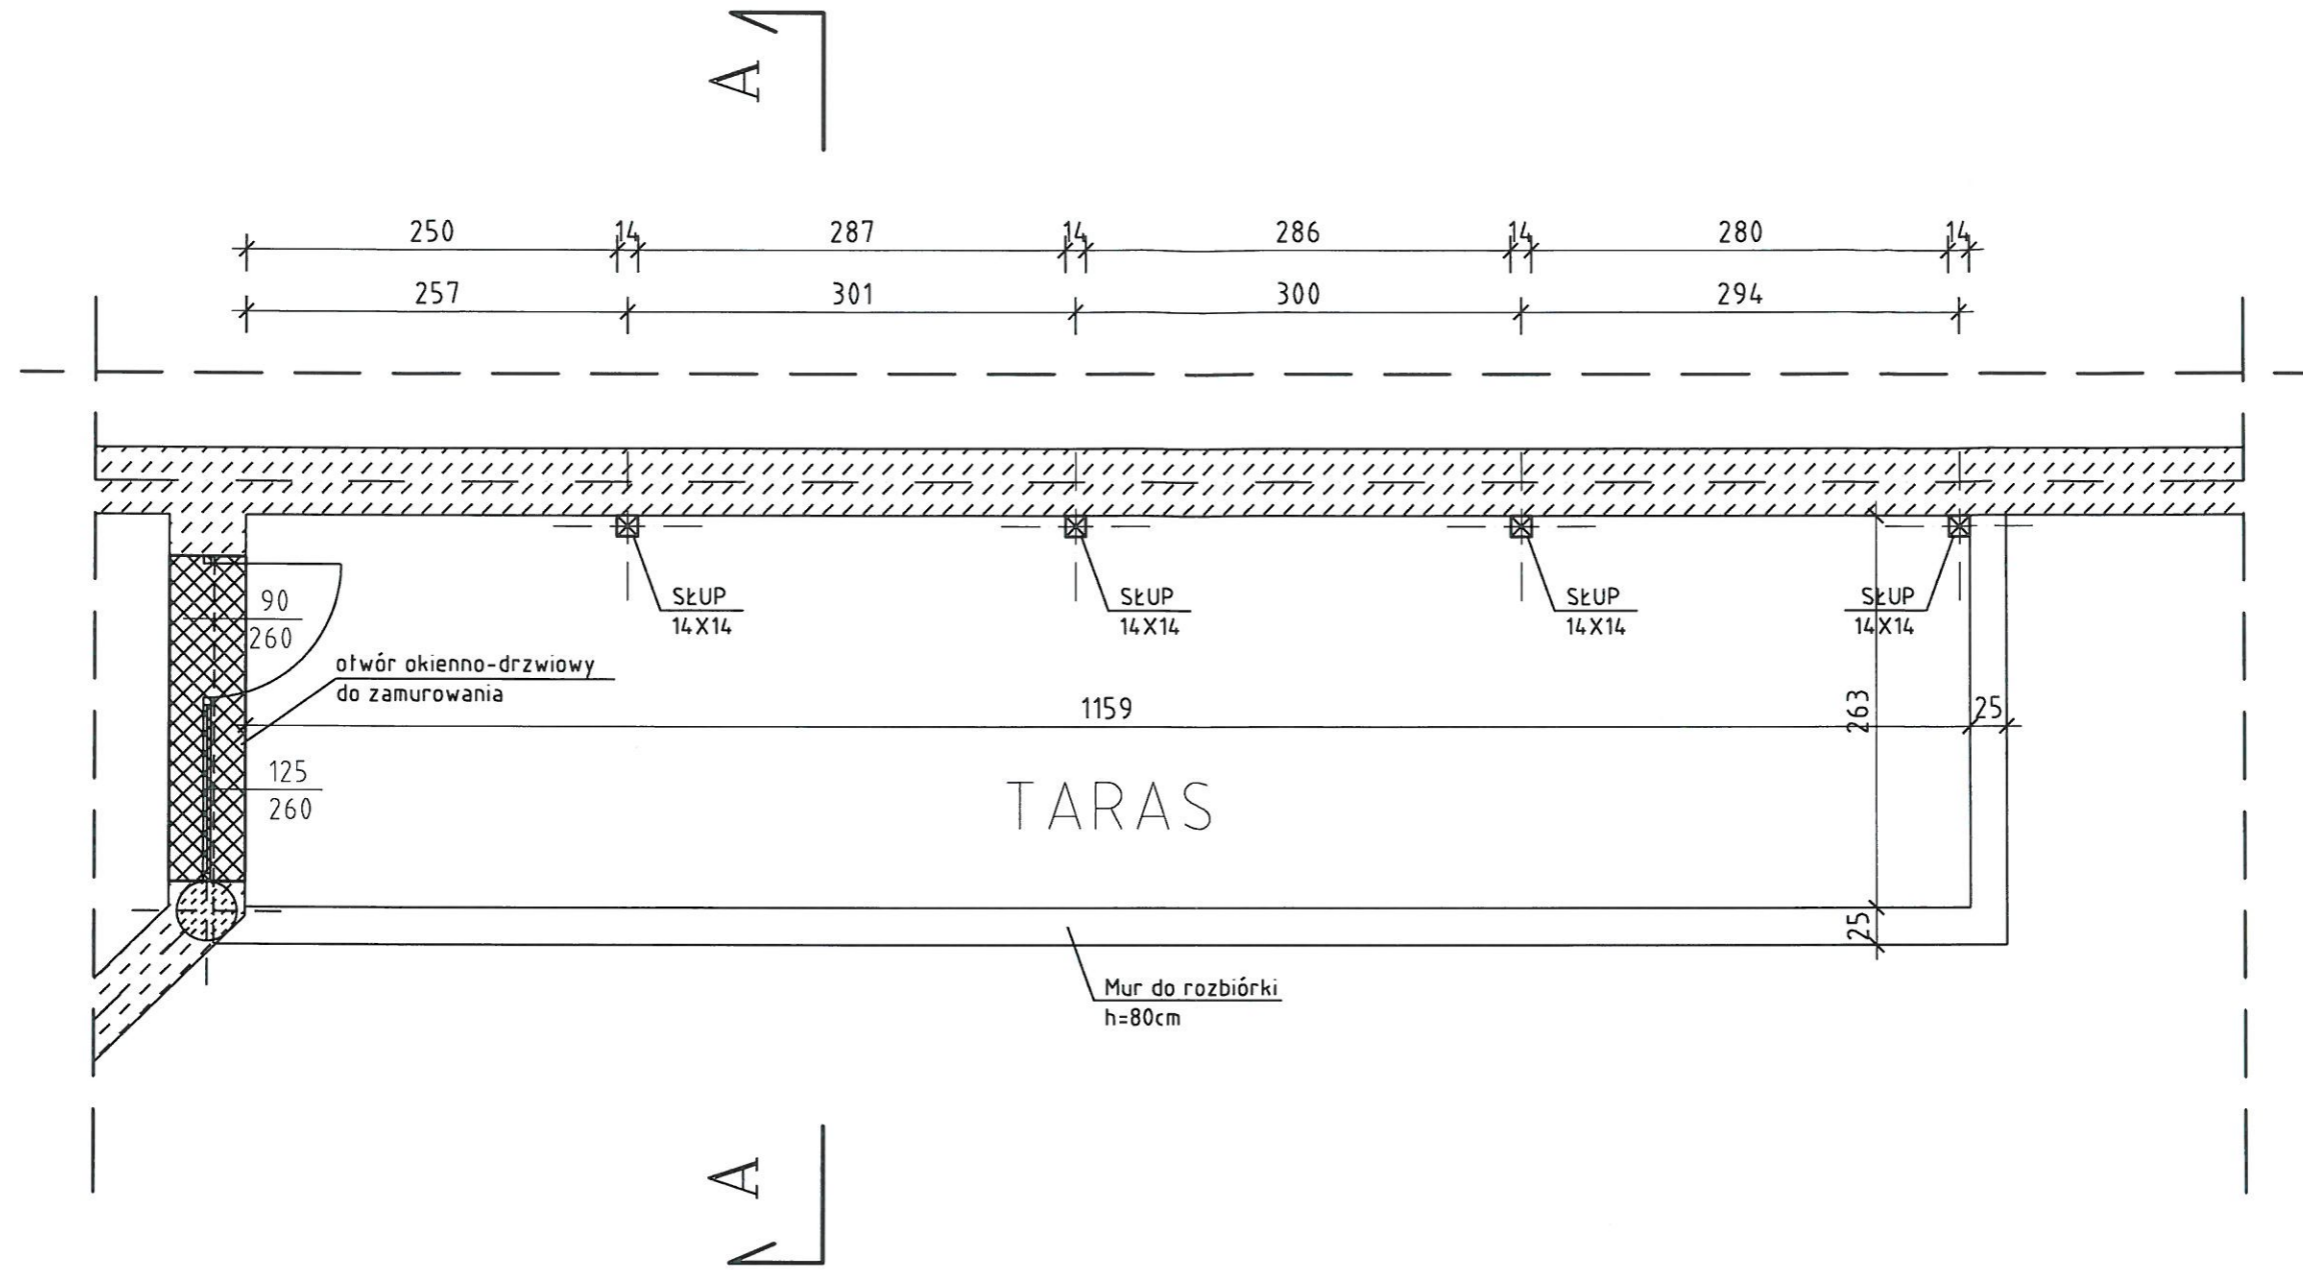 A
250 14 287 14 286 14 280 14
257 301 300 294
SŁUP
14X14
SŁUP
14X14
SŁUP
14X14
SŁUP
14X14
90
260
otwór okienno-drzwiowy
do zamurowania
1159
263
25
125
260
TARAS
25
Mur do rozbiórki
h=80cm
A